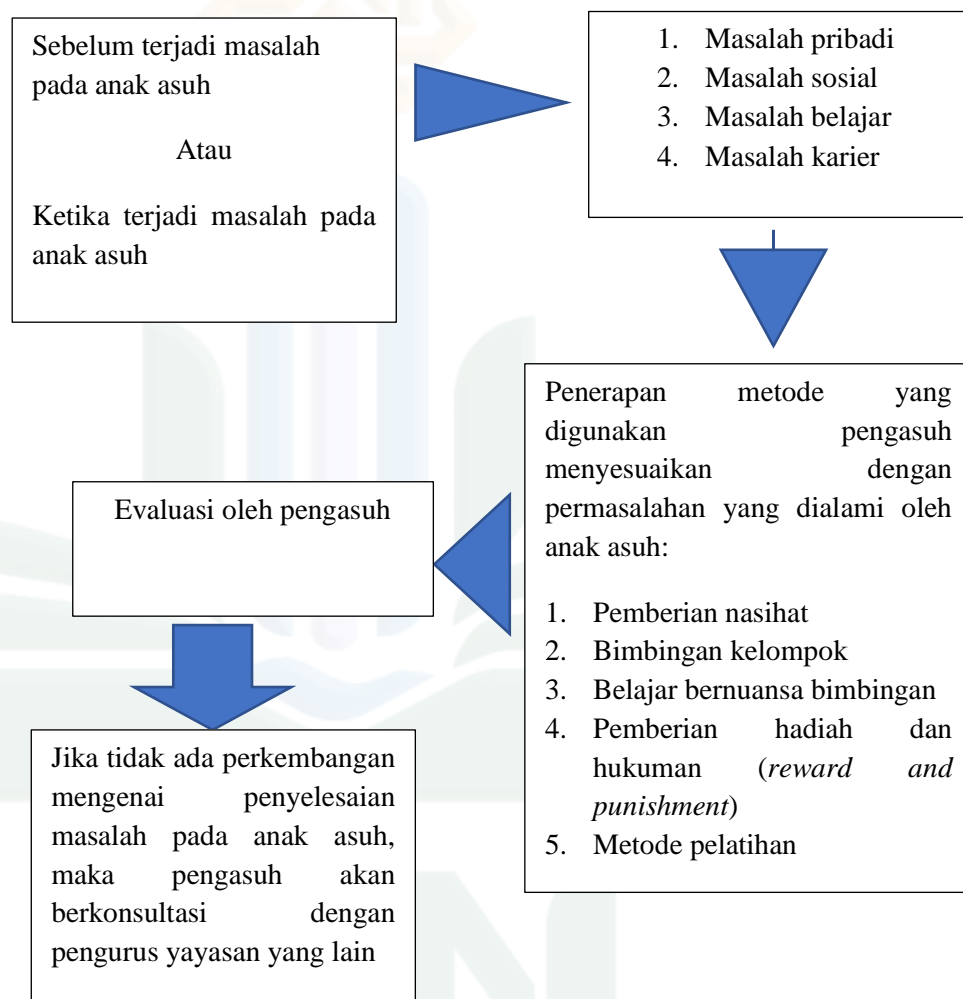 Sebelum terjadi masalah
pada anak asuh
Atau
Ketika terjadi masalah pada
anak asuh
1. Masalah pribadi
2. Masalah sosial
3. Masalah belajar
4. Masalah karier
Penerapan metode yang
digunakan pengasuh
menyesuaikan dengan
permasalahan yang dialami oleh
anak asuh:
1. Pemberian nasihat
2. Bimbingan kelompok
3. Belajar bernuansa bimbingan
4. Pemberian hadiah dan
hukuman (reward and
punishment)
5. Metode pelatihan
Evaluasi oleh pengasuh
Jika tidak ada perkembangan
mengenai penyelesaian
masalah pada anak asuh,
maka pengasuh akan
berkonsultasi dengan
pengurus yayasan yang lain